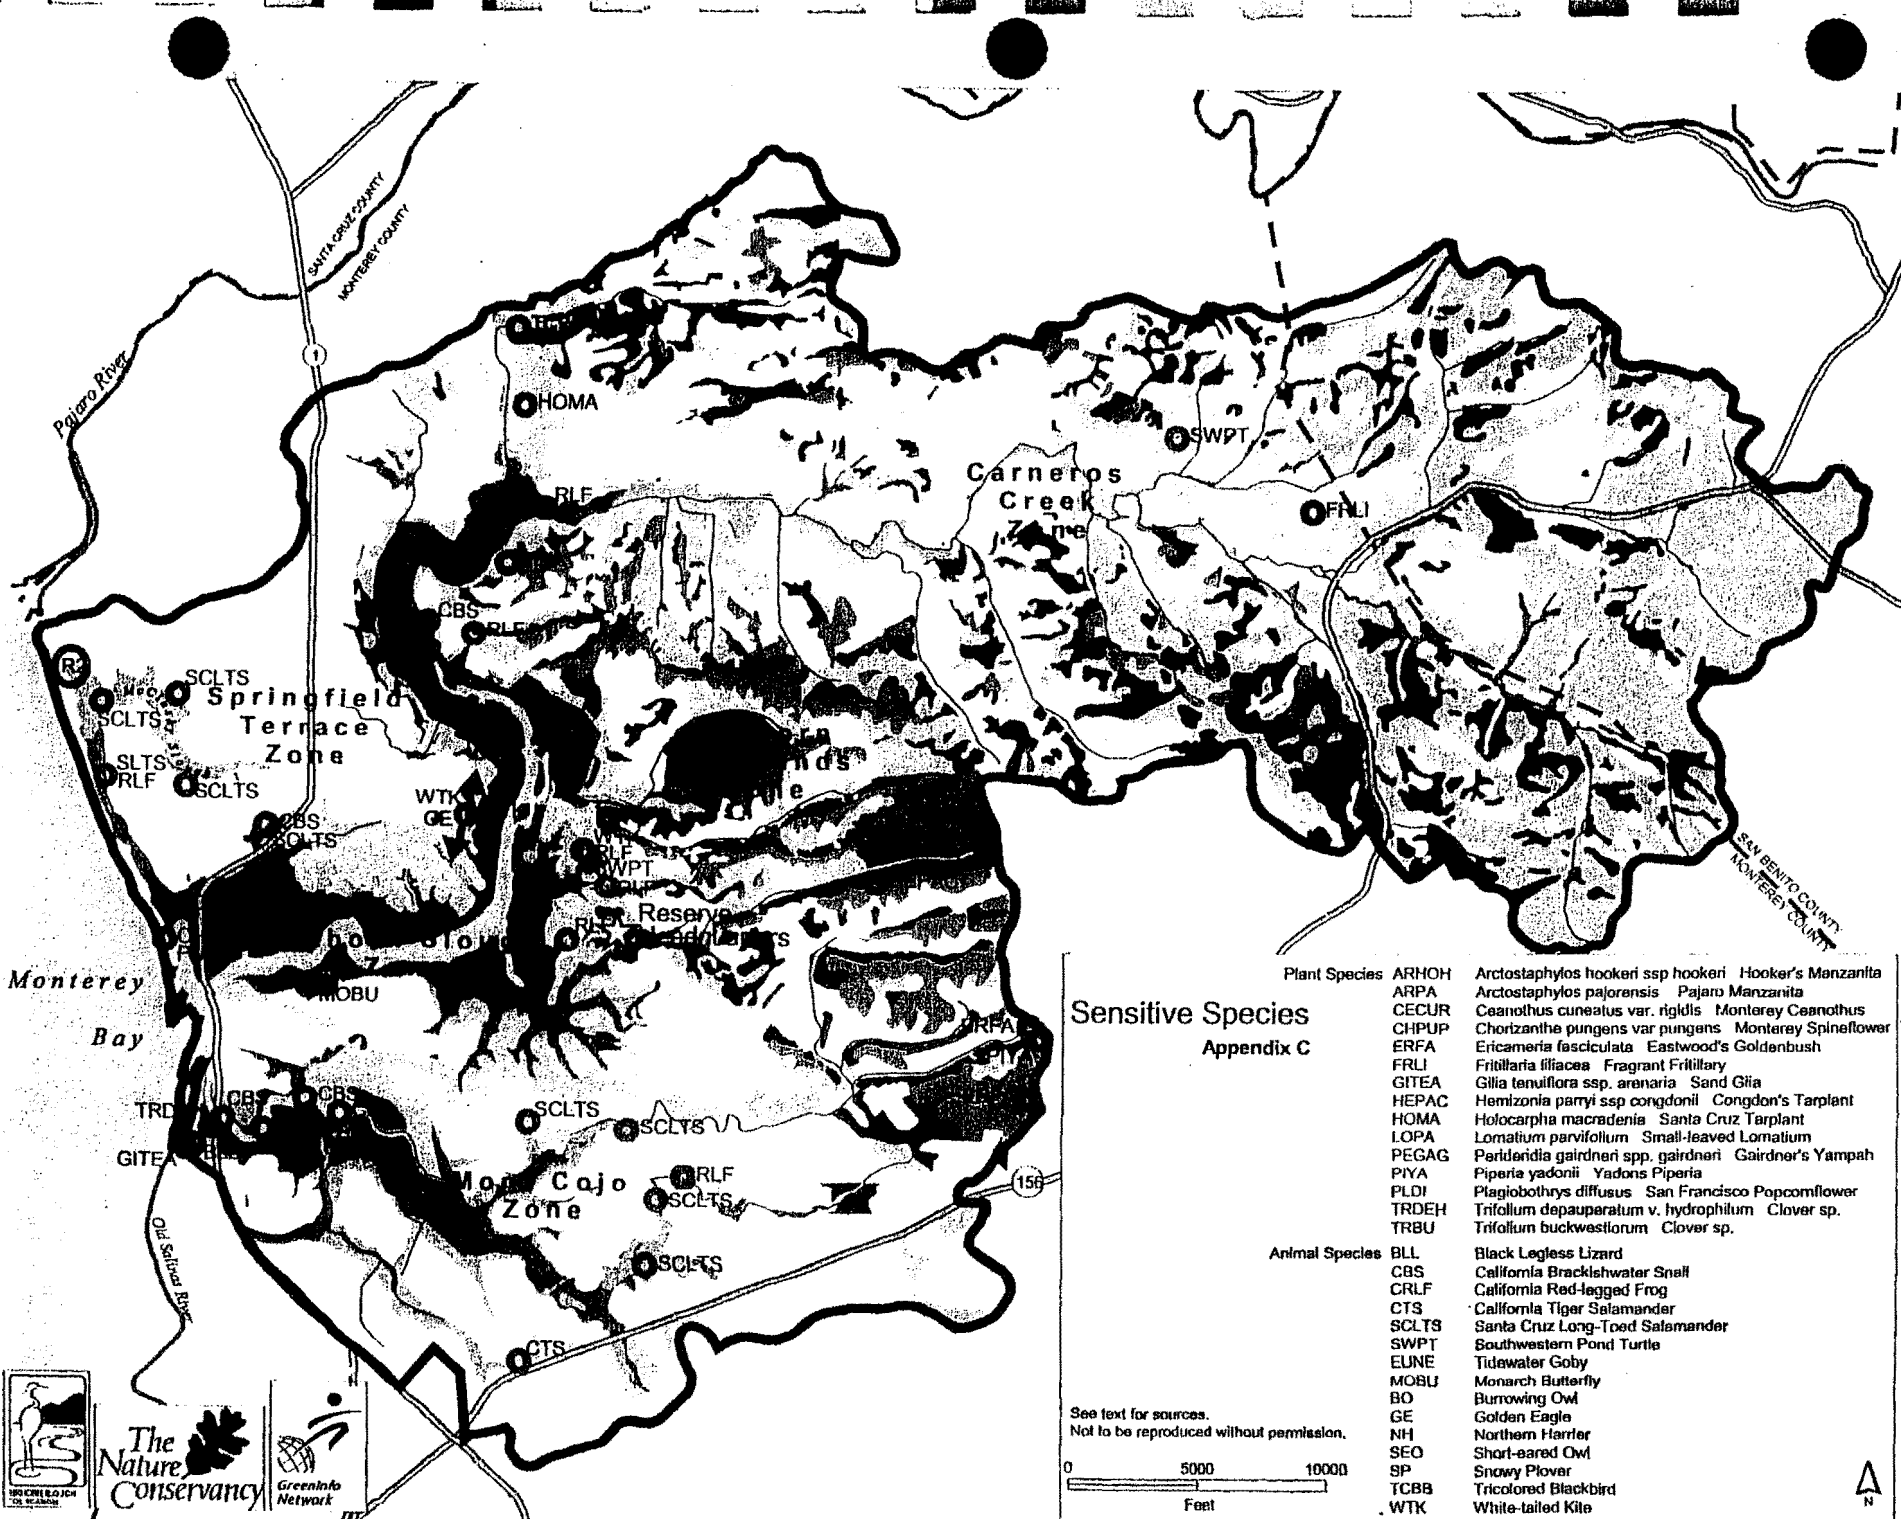 SANTA CRUZ COUNTY
MONTEREY COUNTY
1
Pajaro River
HOMA
SWPT
Carneros
Creek
Zone
RLF
FRLI
CBS
RLF
R2
SCLTS
SCLTS
Springfield
Terrace
Zone
SLTS
RLF
SCLTS
CBS
SCLTS
WTK
GE
RLF
SWPT
Reserve
Headquarters
Monterey
Bay
MOBU
SAN BENITO COUNTY
MONTEREY COUNTY
ERFA
PIYA
TRD
CBS
CBS
GITEA
SCLTS
SCLTS
Moro Cojo
Zone
RLF
SCLTS
SCLTS
156
Old Salinas River
CTS
The
Nature
Conservancy
GreenInfo
Network
Sensitive Species
Appendix C
Plant Species ARHOH Arctostaphylos hookeri ssp hookeri Hooker's Manzanita
ARPA Arctostaphylos pajorensis Pajaro Manzanita
CECUR Ceanothus cuneatus var. rigidis Monterey Ceanothus
CHPUP Chorizanthe pungens var pungens Monterey Spineflower
ERFA Ericameria fasciculata Eastwood's Goldenbush
FRLI Fritillaria liliacea Fragrant Fritillary
GITEA Gilia tenuiflora ssp. arenaria Sand Gilia
HEPAC Hemizonia parryi ssp congdonii Congdon's Tarplant
HOMA Holocarpha macradenia Santa Cruz Tarplant
LOPA Lomatium parvifolium Small-leaved Lomatium
PEGAG Perideridia gairdneri spp. gairdneri Gairdner's Yampah
PIYA Piperia yadonii Yadons Piperia
PLDI Plagiobothrys diffusus San Francisco Popcornflower
TRDEH Trifolium depauperatum v. hydrophilum Clover sp.
TRBU Trifolium buckwestiorum Clover sp.
Animal Species BLL Black Legless Lizard
CBS California Brackishwater Snail
CRLF California Red-legged Frog
CTS California Tiger Salamander
SCLTS Santa Cruz Long-Toed Salamander
SWPT Southwestern Pond Turtle
EUNE Tidewater Goby
MOBU Monarch Butterfly
BO Burrowing Owl
GE Golden Eagle
NH Northern Harrier
SEO Short-eared Owl
SP Snowy Plover
TCBB Tricolored Blackbird
WTK White-tailed Kite
See text for sources.
Not to be reproduced without permission.
0 5000 10000
Feet
N